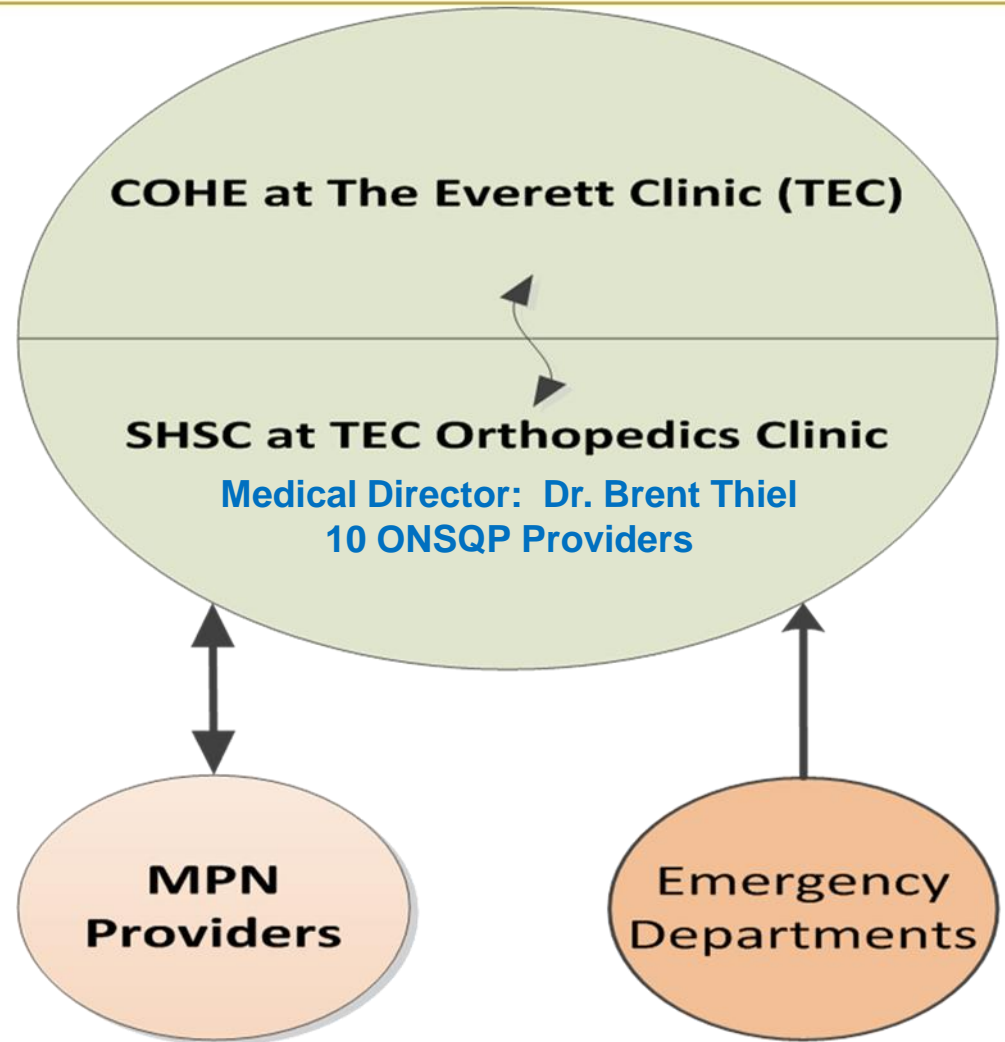 COHE at The Everett Clinic (TEC)
SHSC at TEC Orthopedics Clinic
Medical Director: Dr. Brent Thiel
10 ONSQP Providers
MPN
Providers
Emergency
Departments